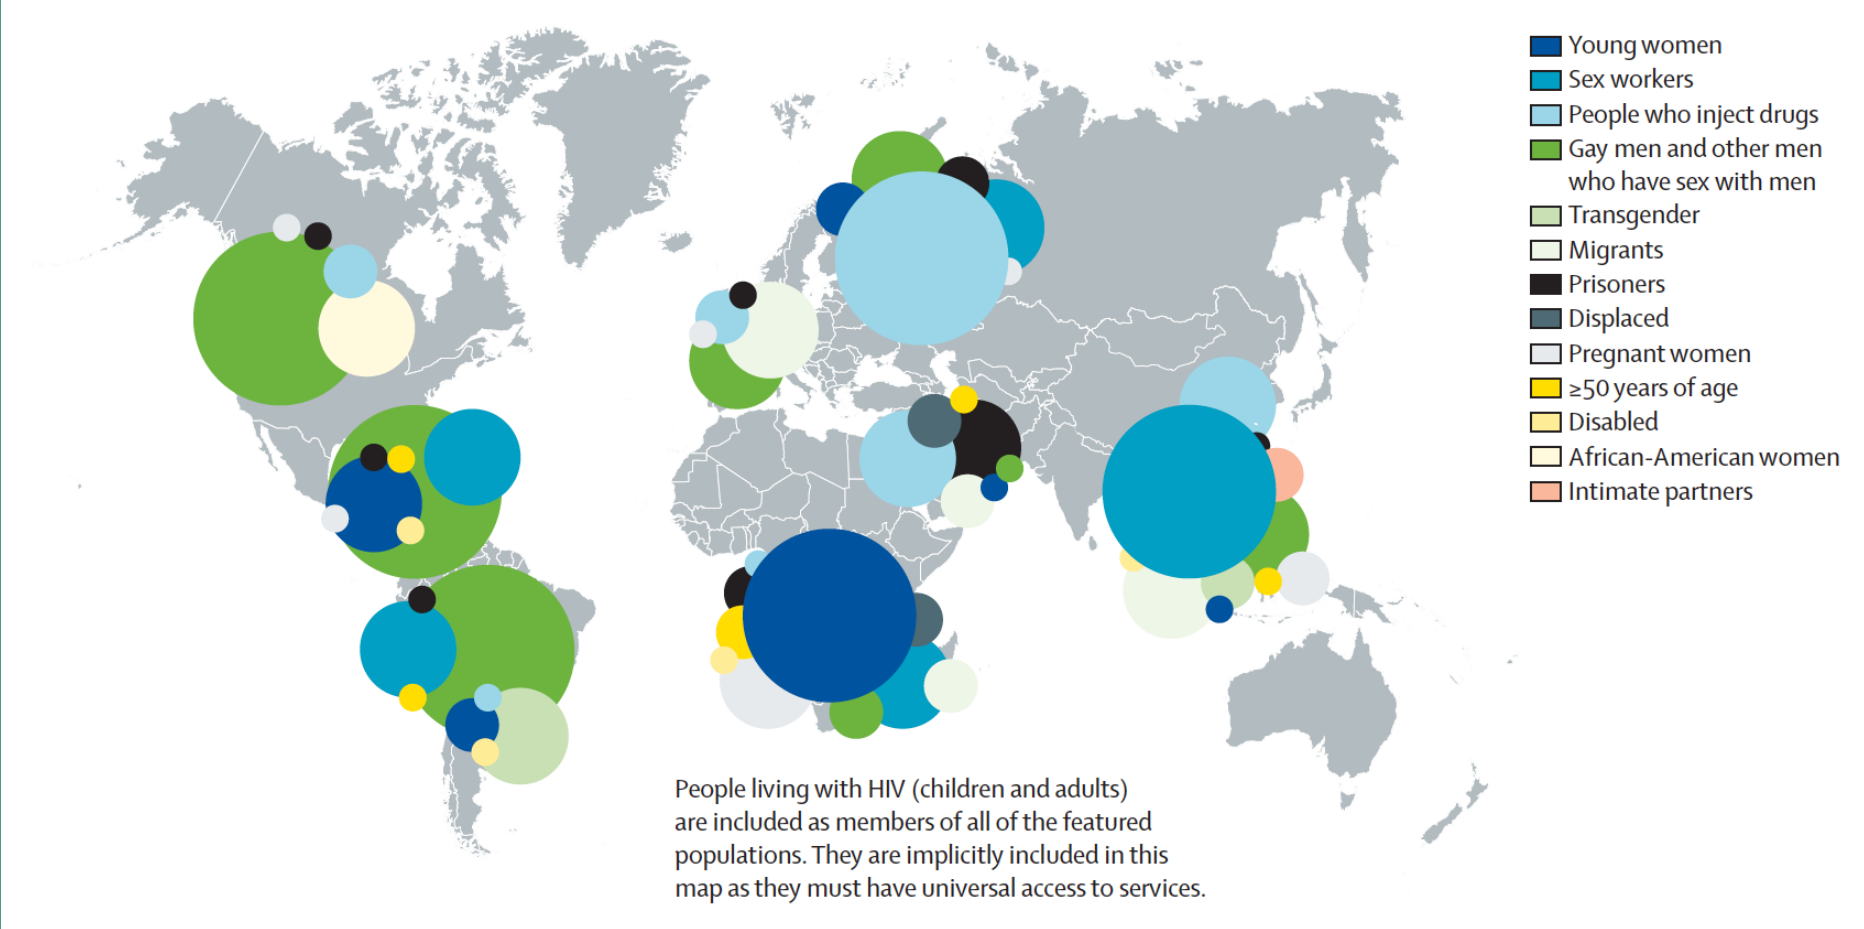 Young women
Sex workers
People who inject drugs
Gay men and other men
who have sex with men
Transgender
Migrants
Prisoners
Displaced
Pregnant women
≥50 years of age
Disabled
African-American women
Intimate partners
People living with HIV (children and adults)
are included as members of all of the featured
populations. They are implicitly included in this
map as they must have universal access to services.